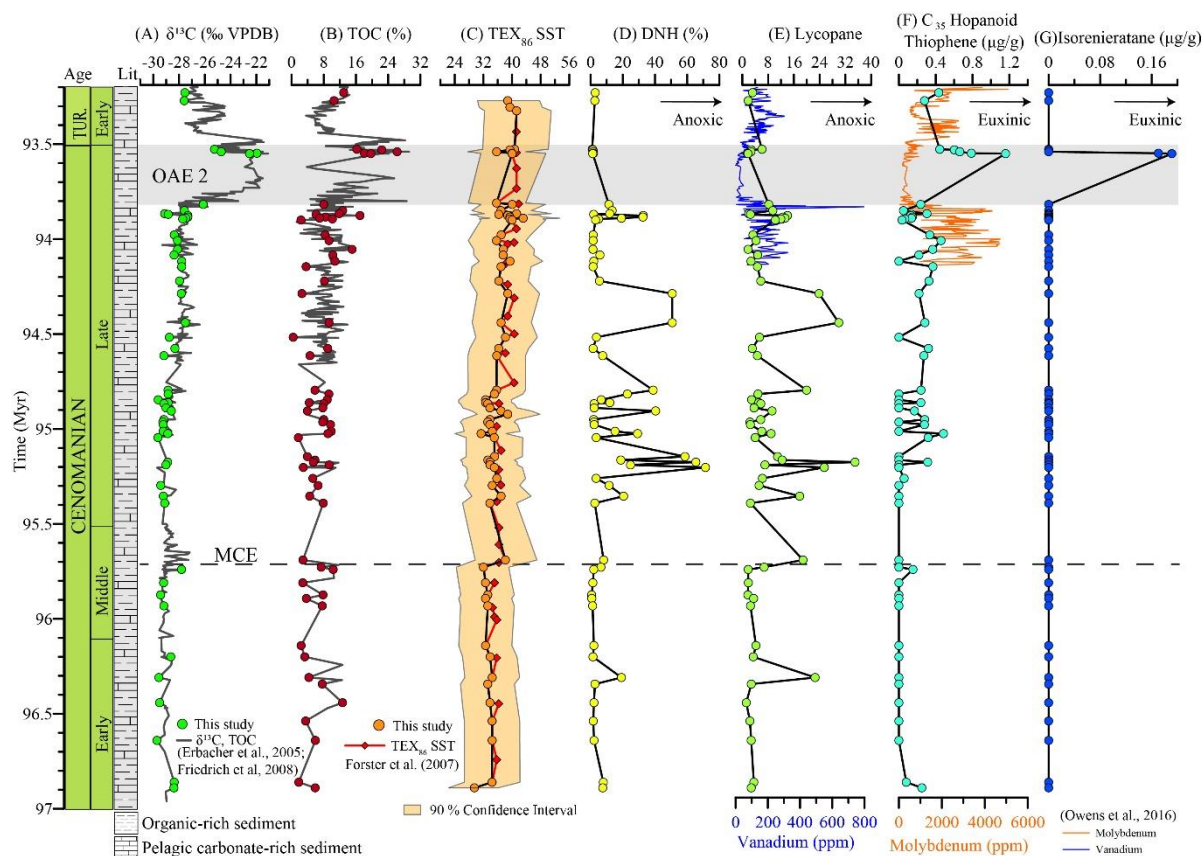 (A) δ¹³C (‰ VPDB)
(B) TOC (%)
(C) TEX₈₆ SST
(D) DNH (%)
(E) Lycopane
(F) C₃₅ Hopanoid
Thiophene (μg/g)
(G) Isorenieratane (μg/g)
Age
Lit
-30 -28 -26 -24 -22
0 8 16 24 32
24 32 40 48 56
0 20 40 60 80
0 8 16 24 32 40
0 0.4 0.8 1.2
0 0.04 0.12 0.2
TUR.
Early
CENOMANIAN
Late
Middle
Early
Time (Myr)
93.5
94
94.5
95
95.5
96
96.5
97
OAE 2
MCE
Anoxic
Anoxic
Euxinic
Euxinic
This study
δ¹³C, TOC
(Erbacher et al., 2005;
Friedrich et al, 2008)
This study
TEX₈₆ SST
Forster et al. (2007)
90 % Confidence Interval
0 200 400 600 800
Vanadium (ppm)
0 2000 4000 6000
Molybdenum (ppm)
(Owens et al., 2016)
Molybdenum
Vanadium
Organic-rich sediment
Pelagic carbonate-rich sediment